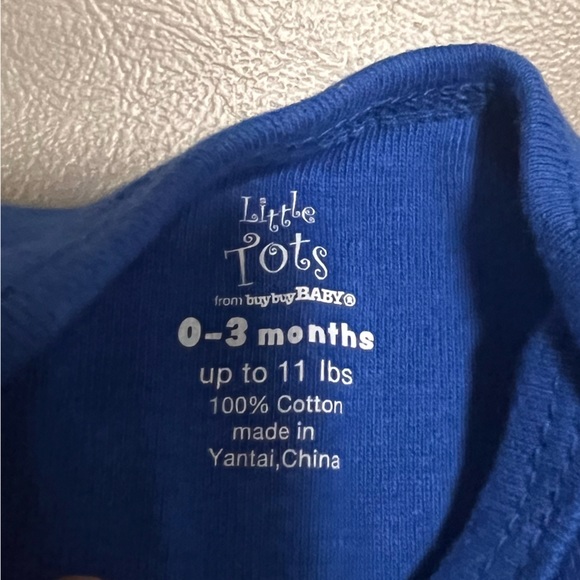 Little
Tots
from buybuyBABY®
0-3 months
up to 11 lbs
100% Cotton
made in
Yantai,China